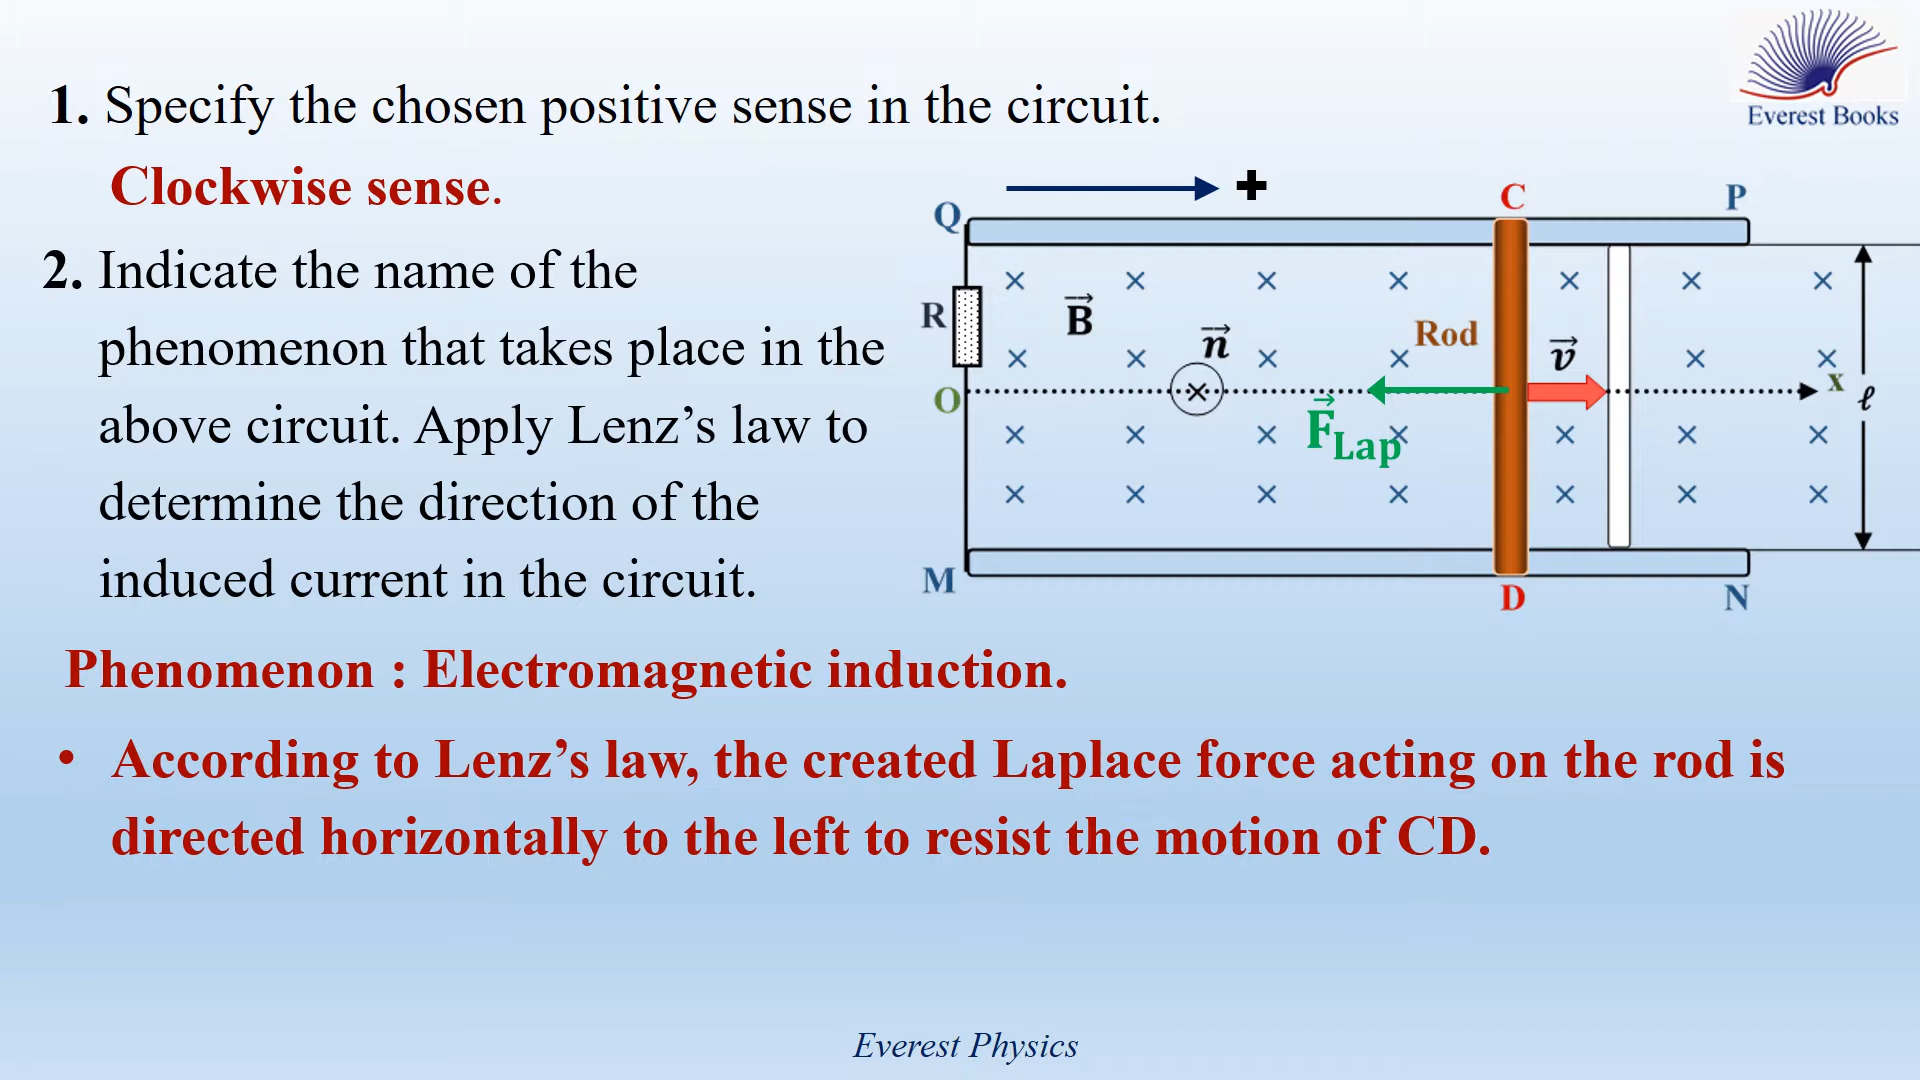 Everest Books
1. Specify the chosen positive sense in the circuit.
Clockwise sense.
2. Indicate the name of the
phenomenon that takes place in the
above circuit. Apply Lenz’s law to
determine the direction of the
induced current in the circuit.
+
Q C P
R B⃗ n⃗ Rod v⃗
O F⃗Lap x ℓ
M D N
Phenomenon : Electromagnetic induction.
• According to Lenz’s law, the created Laplace force acting on the rod is
directed horizontally to the left to resist the motion of CD.
Everest Physics